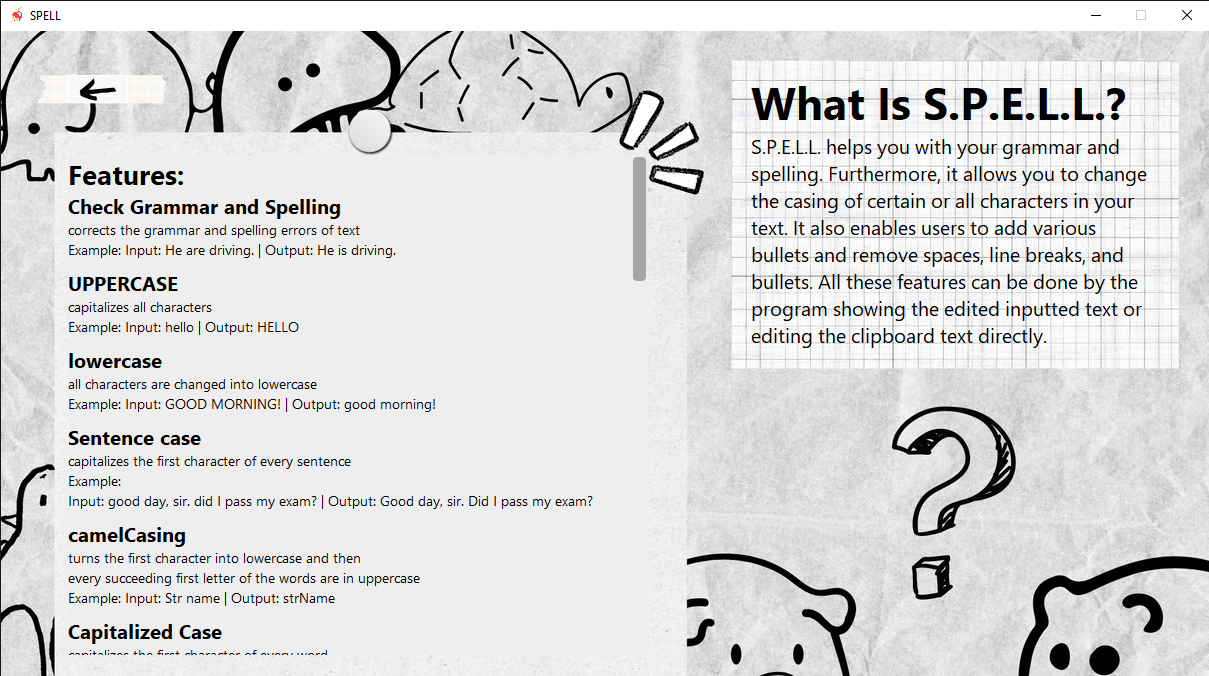 SPELL
Features:
Check Grammar and Spelling
corrects the grammar and spelling errors of text
Example: Input: He are driving. | Output: He is driving.
UPPERCASE
capitalizes all characters
Example: Input: hello | Output: HELLO
lowercase
all characters are changed into lowercase
Example: Input: GOOD MORNING! | Output: good morning!
Sentence case
capitalizes the first character of every sentence
Example:
Input: good day, sir. did I pass my exam? | Output: Good day, sir. Did I pass my exam?
camelCasing
turns the first character into lowercase and then
every succeeding first letter of the words are in uppercase
Example: Input: Str name | Output: strName
Capitalized Case
capitalizes the first character of every word
What Is S.P.E.L.L.?
S.P.E.L.L. helps you with your grammar and
spelling. Furthermore, it allows you to change
the casing of certain or all characters in your
text. It also enables users to add various
bullets and remove spaces, line breaks, and
bullets. All these features can be done by the
program showing the edited inputted text or
editing the clipboard text directly.
?